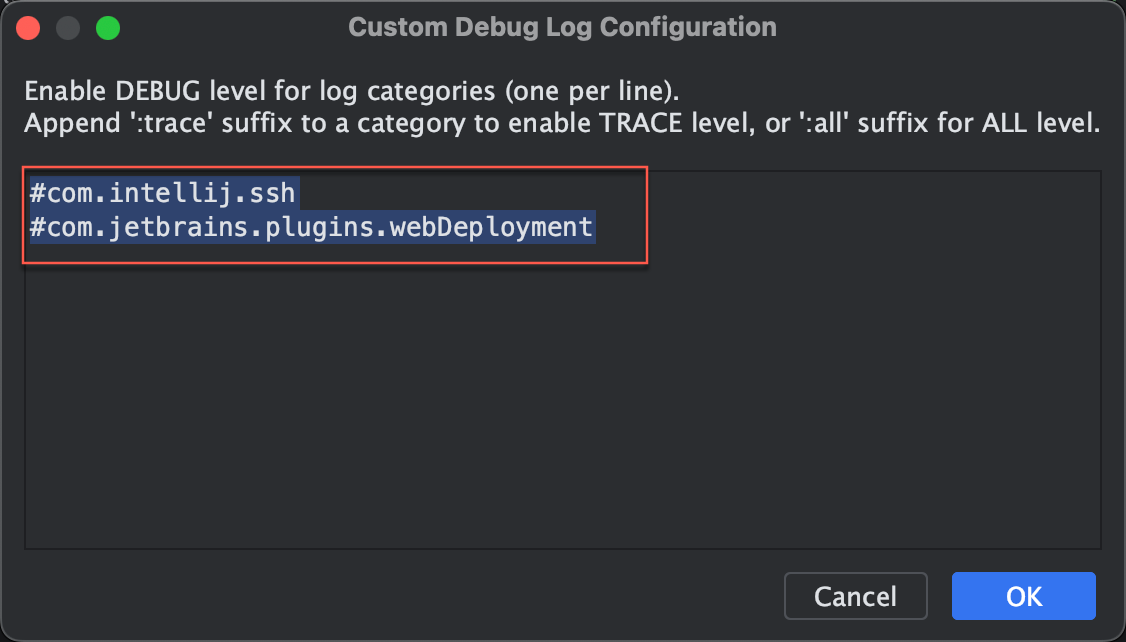 Custom Debug Log Configuration
Enable DEBUG level for log categories (one per line).
Append ':trace' suffix to a category to enable TRACE level, or ':all' suffix for ALL level.
#com.intellij.ssh
#com.jetbrains.plugins.webDeployment
Cancel
OK